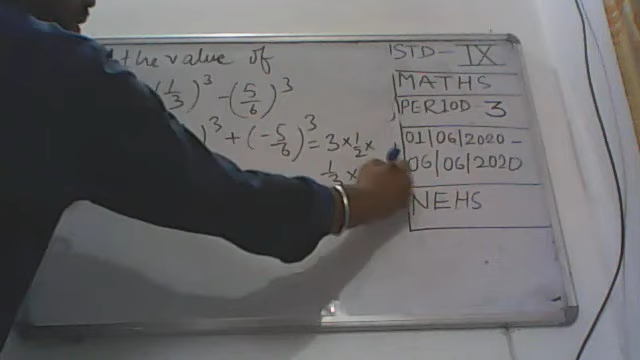 the value of
(1/3)³ - (5/6)³
)³ + (-5/6)³ = 3 × 1/2 ×
1/2 ×
STD - IX
MATHS
PERIOD - 3
01/06/2020 -
06/06/2020
NEHS